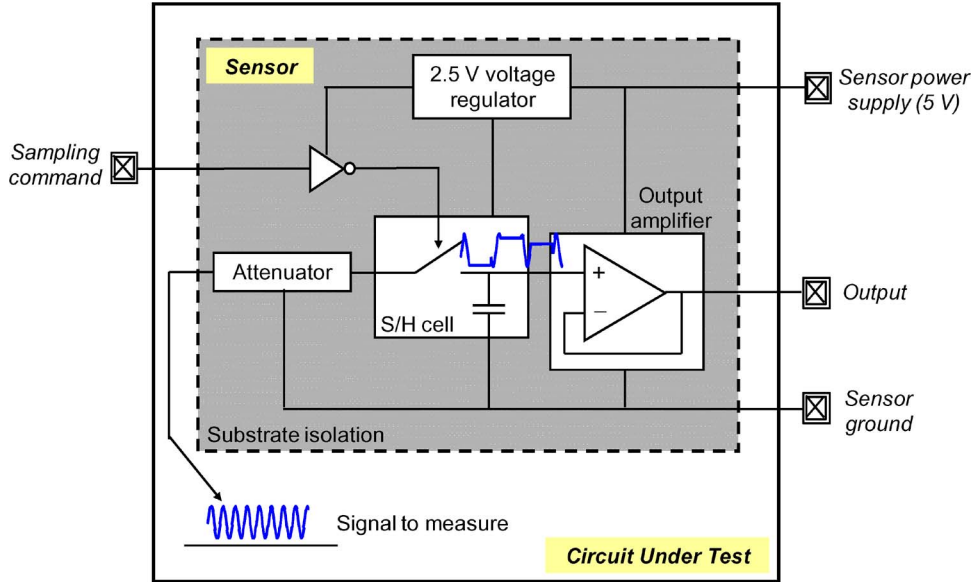 Sensor
2.5 V voltage
regulator
Sensor power
supply (5 V)
Sampling
command
Output
amplifier
Attenuator
+
−
S/H cell
Output
Sensor
ground
Substrate isolation
Signal to measure
Circuit Under Test